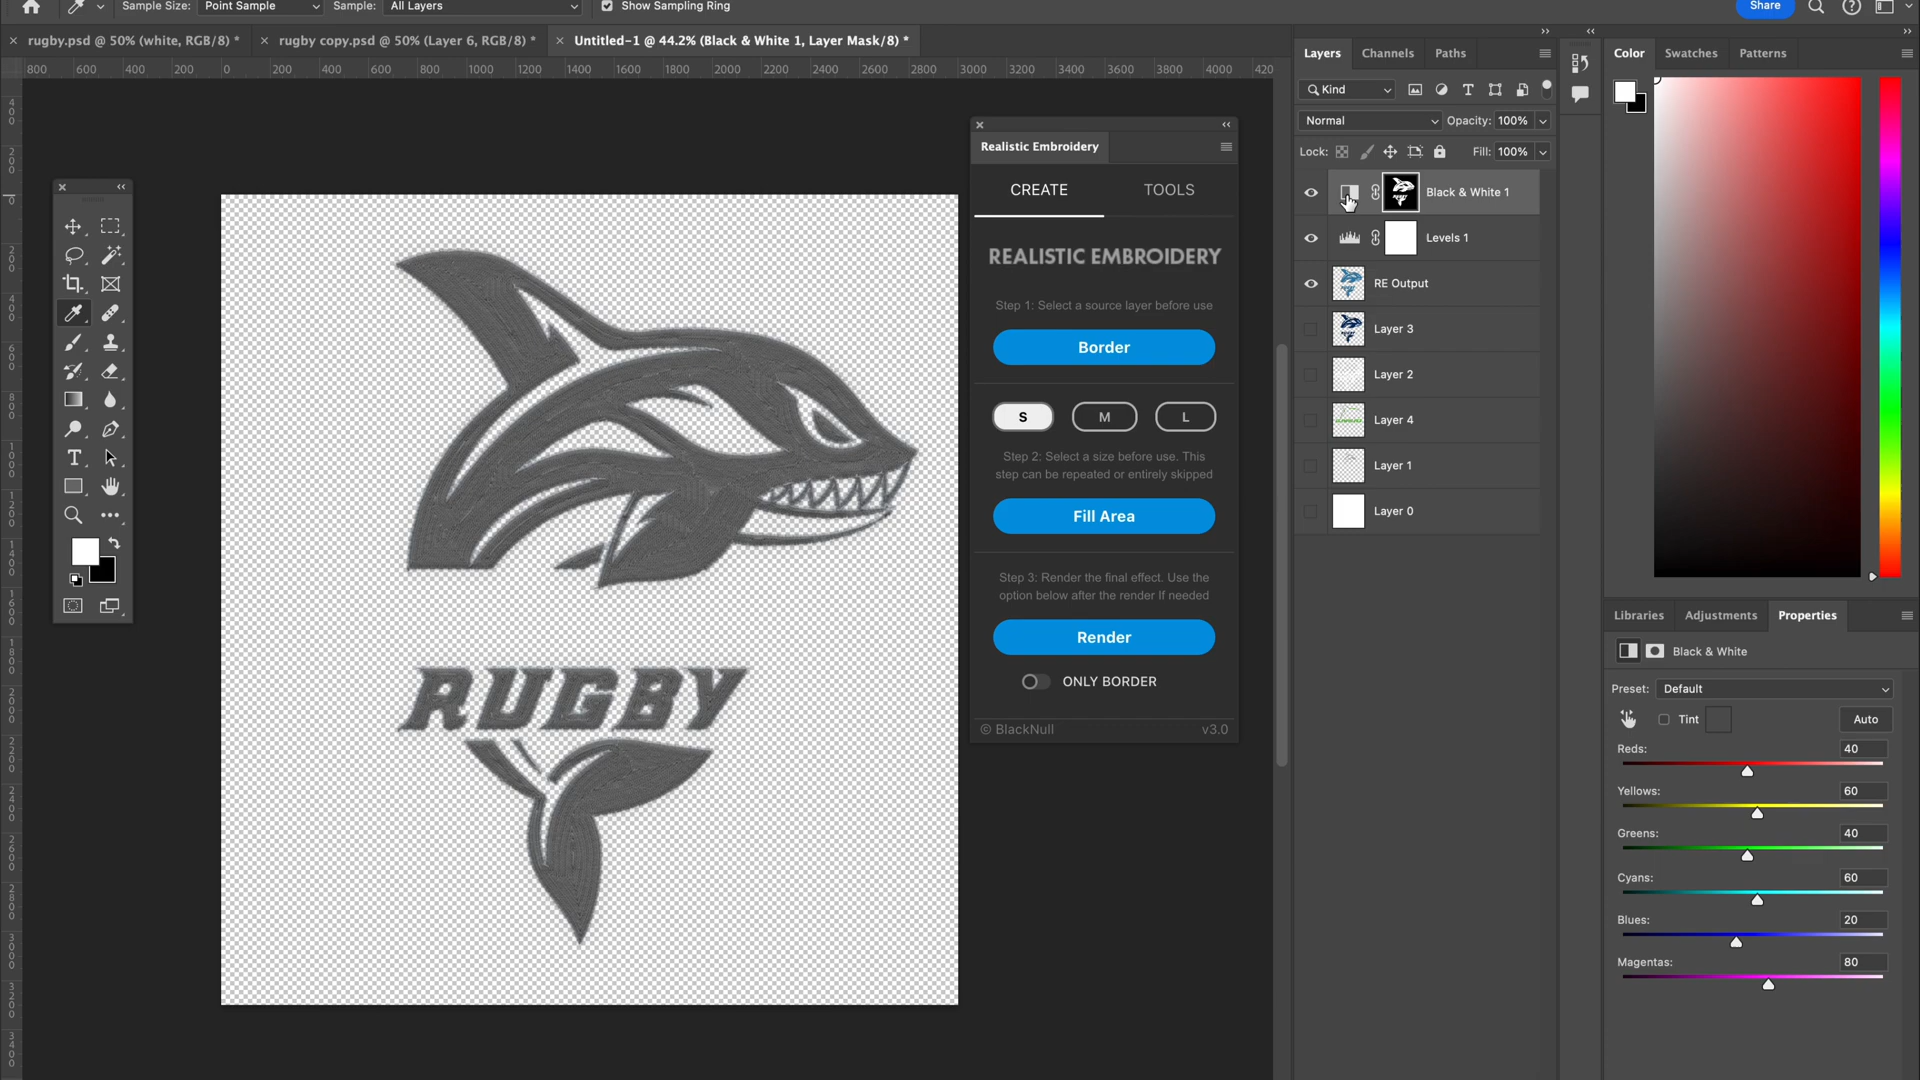 Sample Size: Point Sample Sample: All Layers Show Sampling Ring Share
rugby.psd @ 50% (white, RGB/8) * rugby copy.psd @ 50% (Layer 6, RGB/8) * Untitled-1 @ 44.2% (Black & White 1, Layer Mask/8) *
800 600 400 200 0 200 400 600 800 1000 1200 1400 1600 1800 2000 2200 2400 2600 2800 3000 3200 3400 3600 3800 4000 420
Realistic Embroidery
CREATE TOOLS
REALISTIC EMBROIDERY
Step 1: Select a source layer before use
Border
S M L
Step 2: Select a size before use. This
step can be repeated or entirely skipped
Fill Area
Step 3: Render the final effect. Use the
option below after the render If needed
Render
ONLY BORDER
© BlackNull v3.0
RUGBY
Layers Channels Paths
Kind
Normal Opacity: 100%
Lock: Fill: 100%
Black & White 1
Levels 1
RE Output
Layer 3
Layer 2
Layer 4
Layer 1
Layer 0
Color Swatches Patterns
Libraries Adjustments Properties
Black & White
Preset: Default
Tint Auto
Reds: 40
Yellows: 60
Greens: 40
Cyans: 60
Blues: 20
Magentas: 80